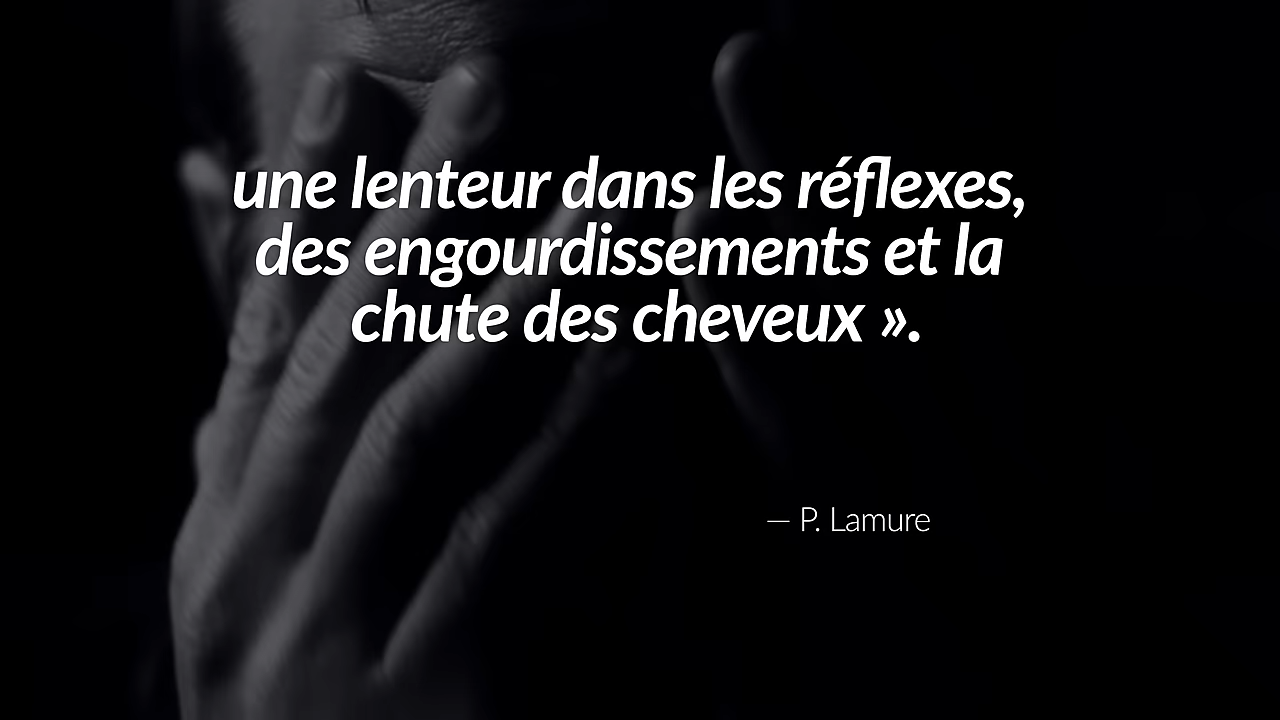 une lenteur dans les réflexes,
des engourdissements et la
chute des cheveux ».
— P. Lamure